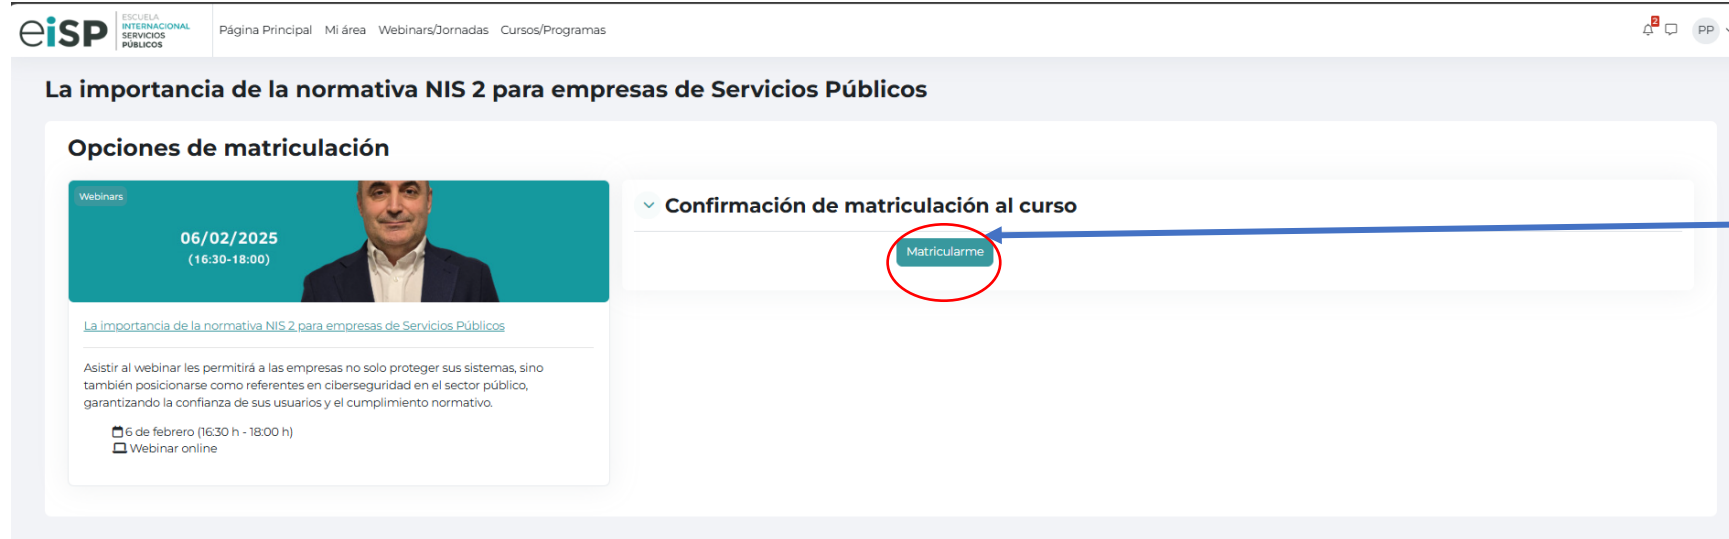 eiSP
ESCUELA
INTERNACIONAL
SERVICIOS
PÚBLICOS
Página Principal Mi área Webinars/Jornadas Cursos/Programas
2
PP
La importancia de la normativa NIS 2 para empresas de Servicios Públicos
Opciones de matriculación
Webinars
06/02/2025
(16:30-18:00)
La importancia de la normativa NIS 2 para empresas de Servicios Públicos
Asistir al webinar les permitirá a las empresas no solo proteger sus sistemas, sino
también posicionarse como referentes en ciberseguridad en el sector público,
garantizando la confianza de sus usuarios y el cumplimiento normativo.
6 de febrero (16:30 h - 18:00 h)
Webinar online
Confirmación de matriculación al curso
Matricularme